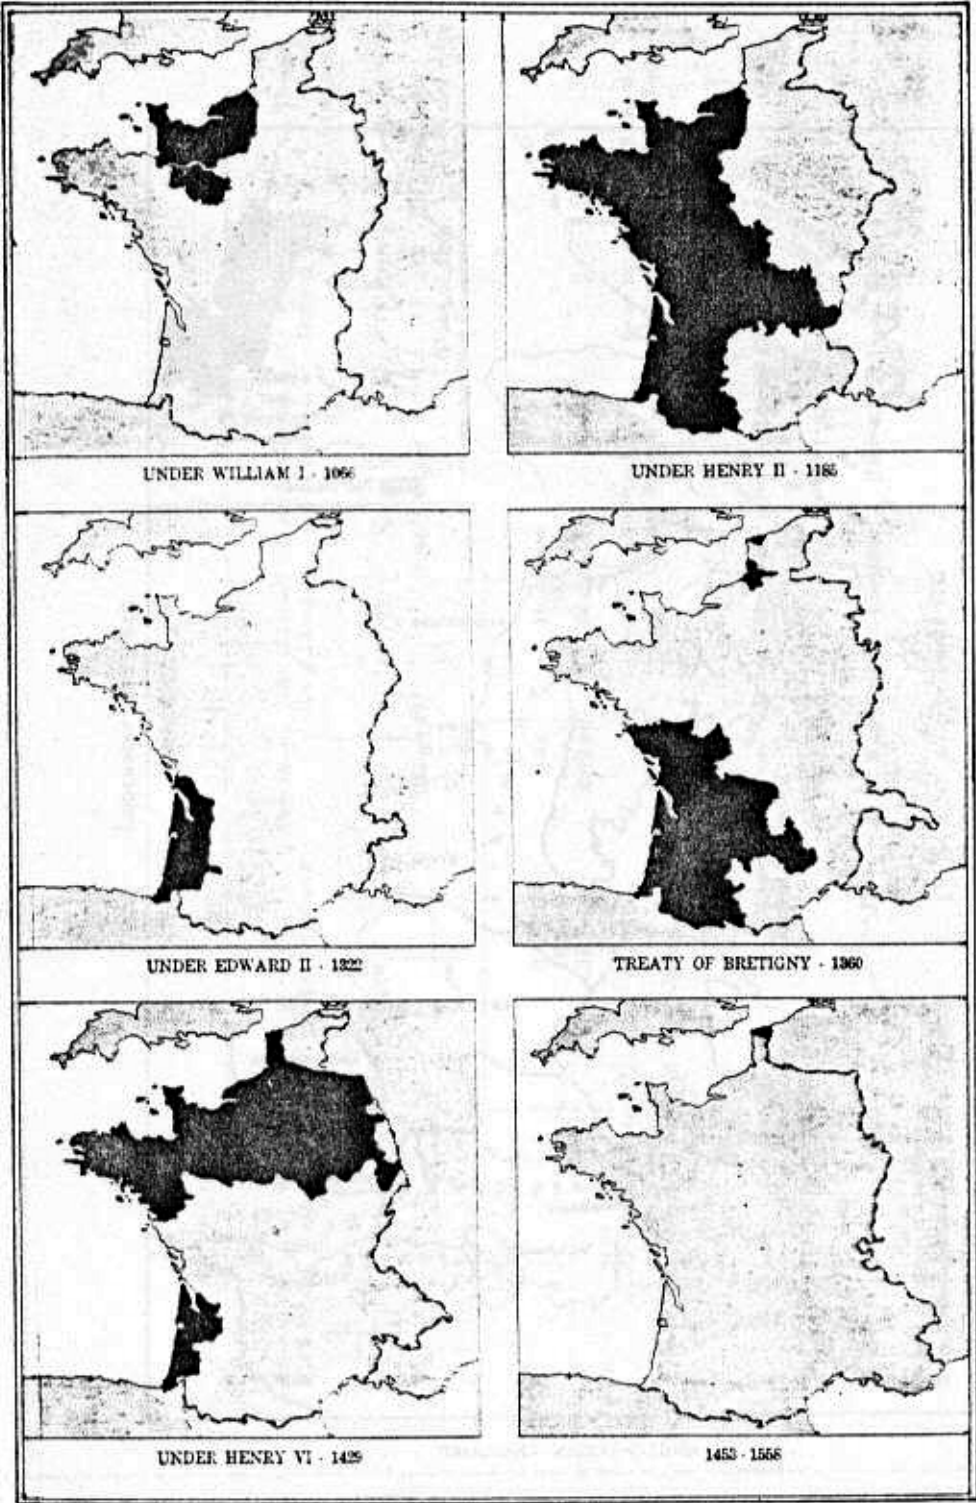 UNDER WILLIAM I - 1066
UNDER HENRY II - 1185
UNDER EDWARD II - 1322
TREATY OF BRETIGNY - 1360
UNDER HENRY VI - 1429
1453 - 1558